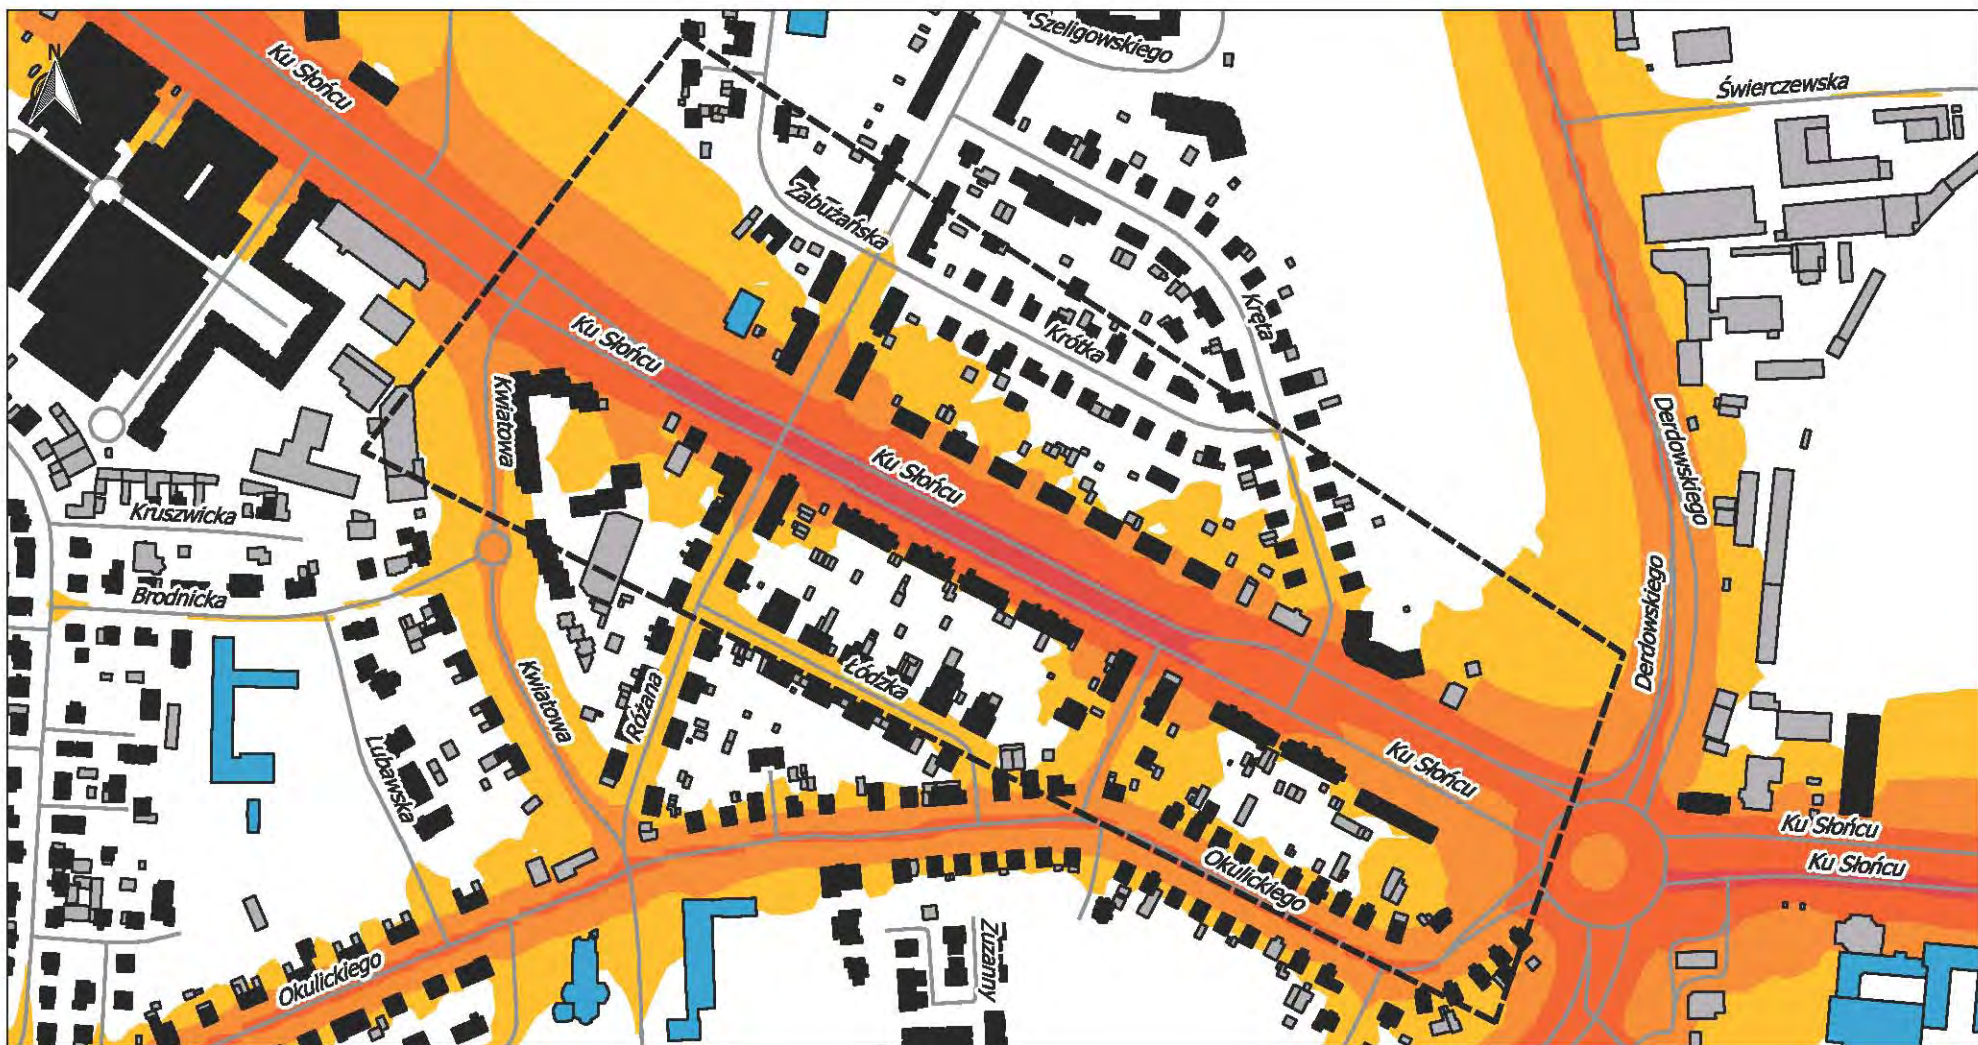 Szeligowskiego
Ku Słońcu
N
Świerczewska
Zabużańska
Kręta
Ku Słońcu
Krótka
Kwiatowa
Derdowskiego
Ku Słońcu
Kruszwicka
Brodnicka
Derdowskiego
Łódzka
Kwiatowa
Różana
Lubawska
Ku Słońcu
Ku Słońcu
Ku Słońcu
Okulickiego
Zuzanny
Okulickiego